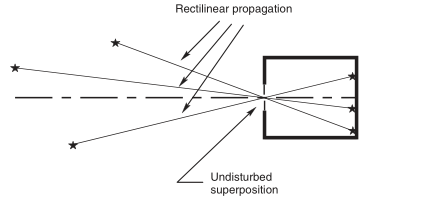 Rectilinear propagation
Undisturbed
superposition